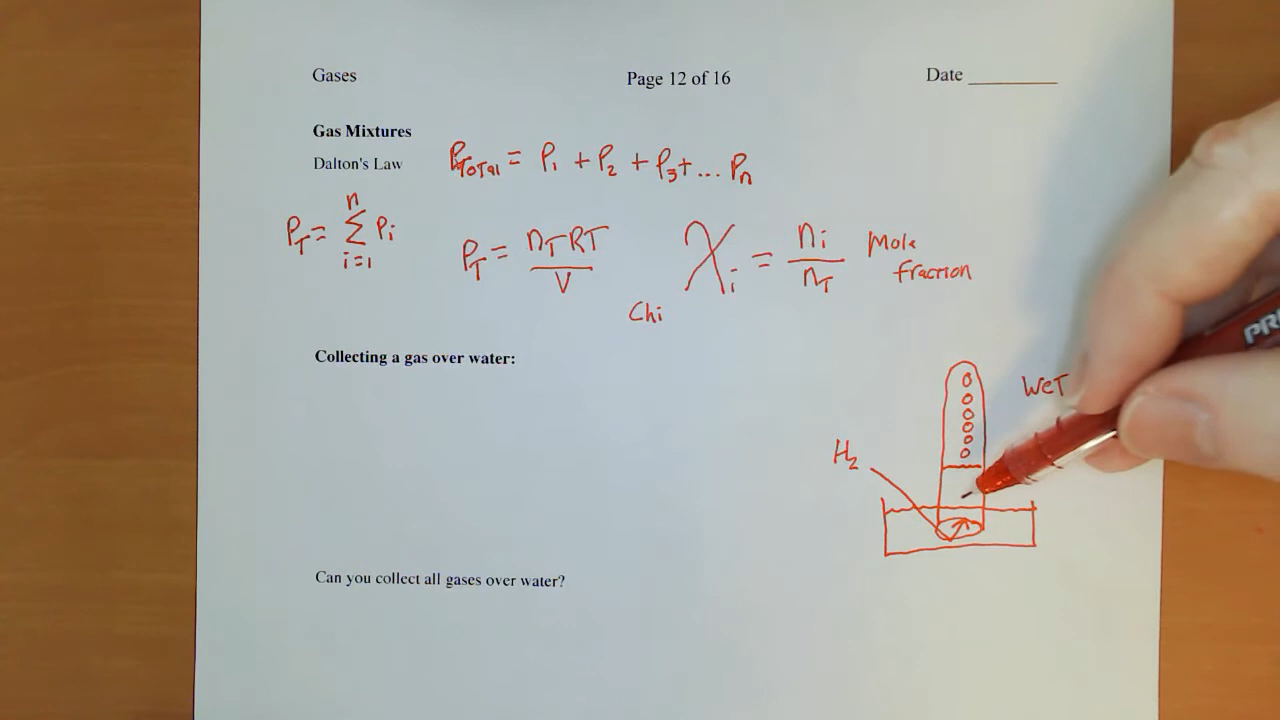 Gases Page 12 of 16 Date __________
Gas Mixtures
Dalton's Law PTotal = P1 + P2 + P3 + ... Pn
PT = n Σ i=1 Pi PT = nTRT / V χi = ni / nT Mole fraction
Chi
Collecting a gas over water:
WeT
H2
Can you collect all gases over water?